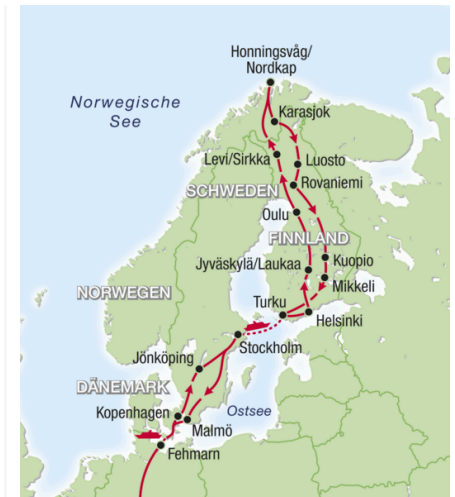 Honningsvåg/
Nordkap
Norwegische
See
Karasjok
Levi/Sirkka
Luosto
SCHWEDEN
Rovaniemi
Oulu
FINNLAND
Jyväskylä/Laukaa
Kuopio
Mikkeli
NORWEGEN
Turku
Helsinki
Stockholm
Jönköping
DÄNEMARK
Kopenhagen
Ostsee
Malmö
Fehmarn